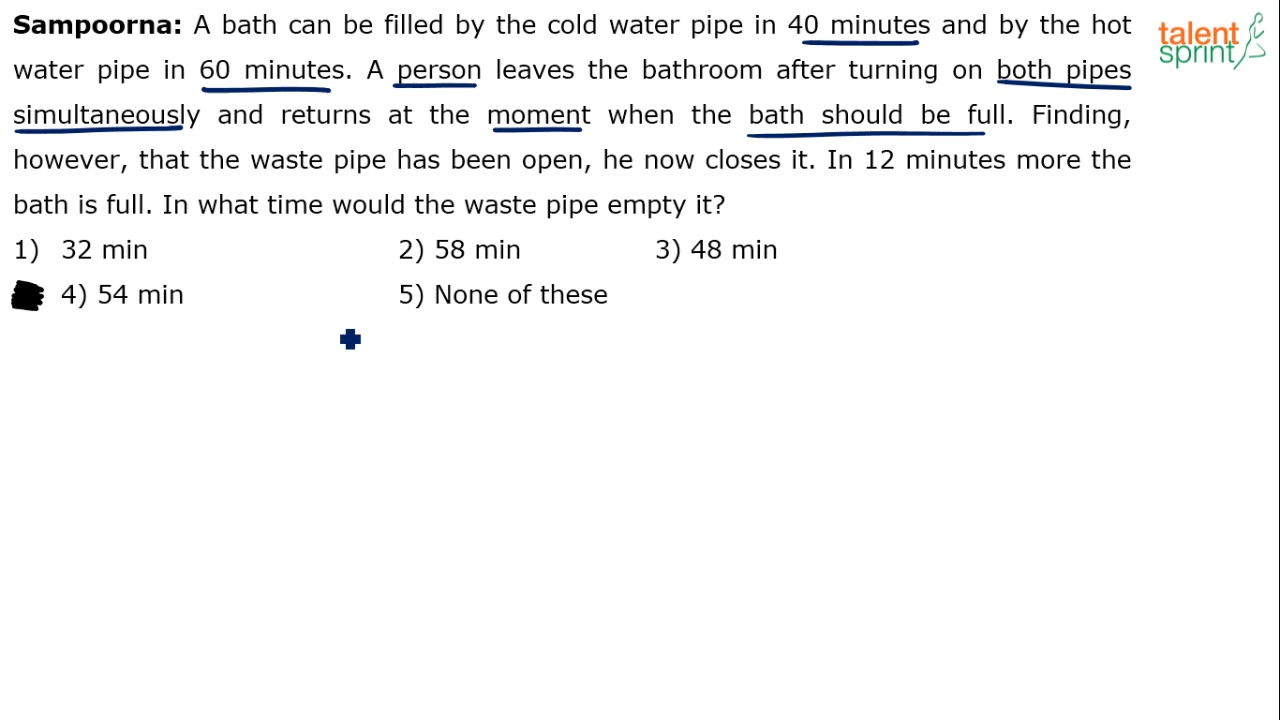 Sampoorna: A bath can be filled by the cold water pipe in 40 minutes and by the hot
water pipe in 60 minutes. A person leaves the bathroom after turning on both pipes
simultaneously and returns at the moment when the bath should be full. Finding,
however, that the waste pipe has been open, he now closes it. In 12 minutes more the
bath is full. In what time would the waste pipe empty it?
1) 32 min 2) 58 min 3) 48 min
4) 54 min 5) None of these
talent
sprint